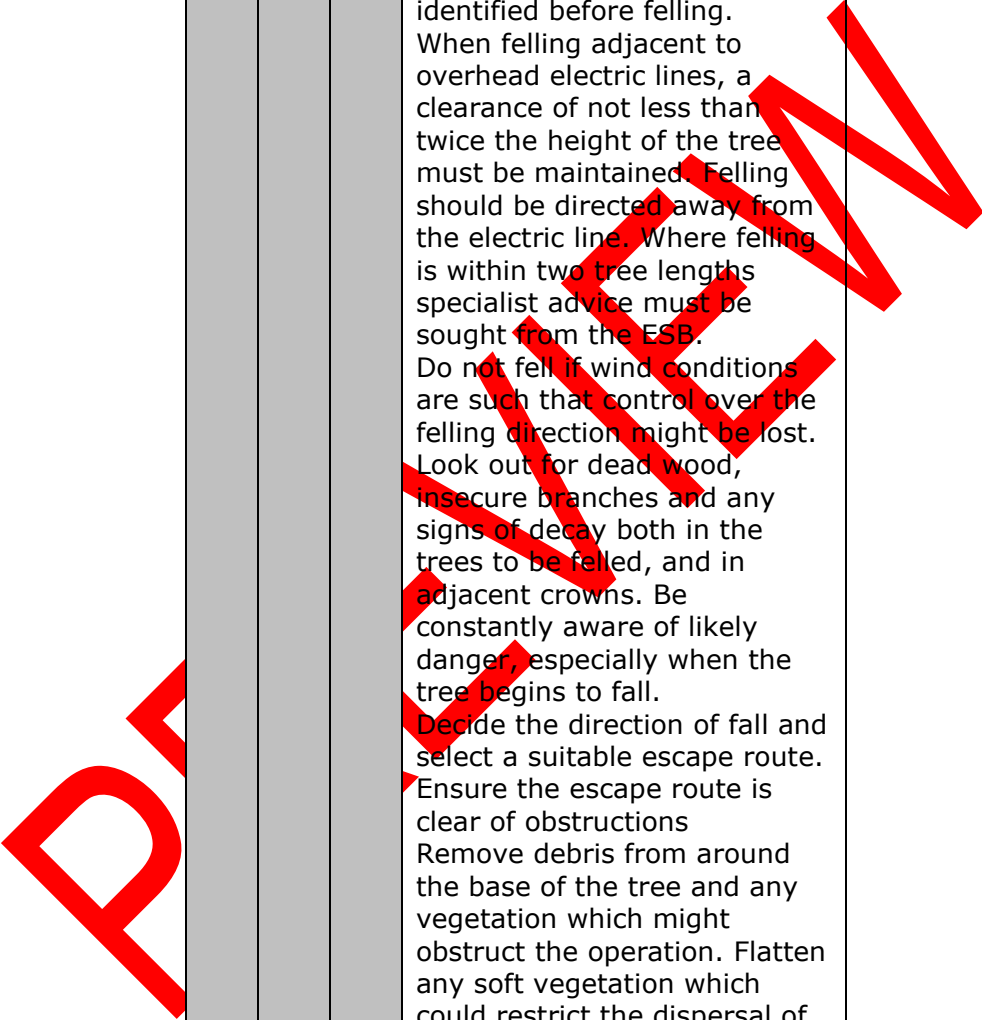 identified before felling.
When felling adjacent to
overhead electric lines, a
clearance of not less than
twice the height of the tree
must be maintained. Felling
should be directed away from
the electric line. Where felling
is within two tree lengths
specialist advice must be
sought from the ESB.
Do not fell if wind conditions
are such that control over the
felling direction might be lost.
Look out for dead wood,
insecure branches and any
signs of decay both in the
trees to be felled, and in
adjacent crowns. Be
constantly aware of likely
danger, especially when the
tree begins to fall.
Decide the direction of fall and
select a suitable escape route.
Ensure the escape route is
clear of obstructions
Remove debris from around
the base of the tree and any
vegetation which might
obstruct the operation. Flatten
any soft vegetation which
could restrict the dispersal of
PREVIEW